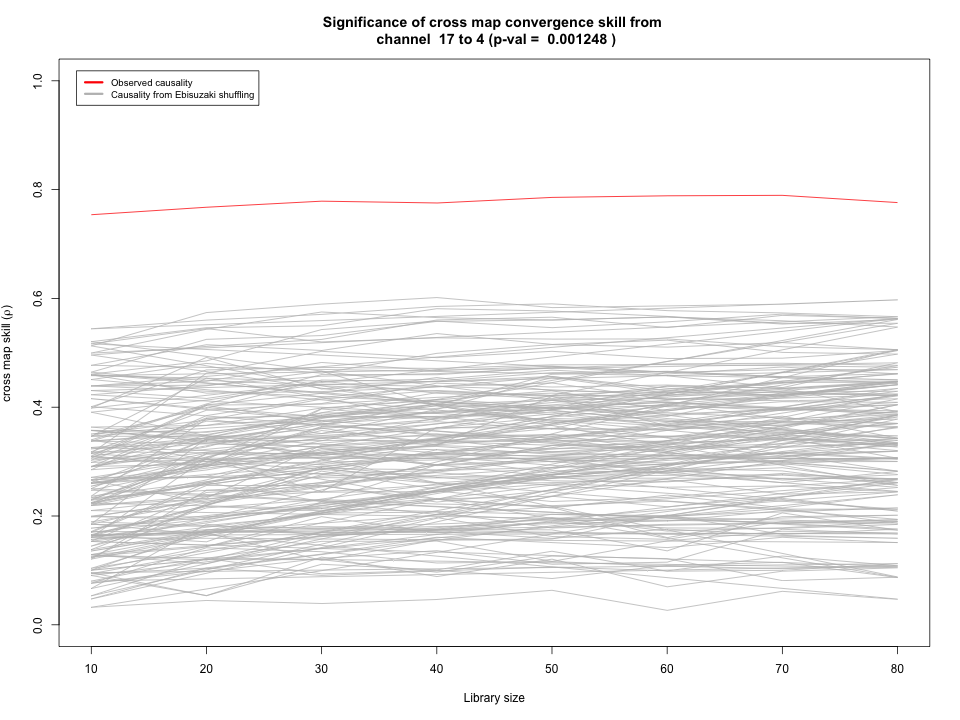 Significance of cross map convergence skill from
channel  17 to 4 (p-val =  0.001248 )
Observed causality
Causality from Ebisuzaki shuffling
cross map skill (ρ)
1.0
0.8
0.6
0.4
0.2
0.0
10 20 30 40 50 60 70 80
Library size